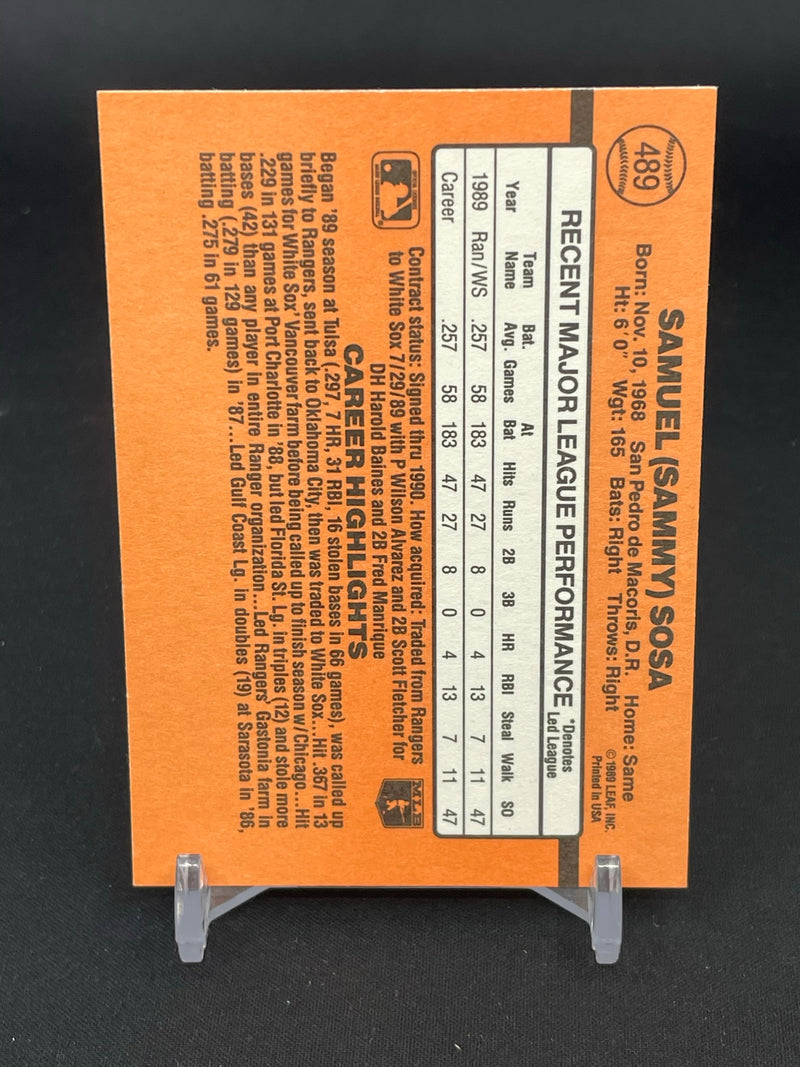 489
SAMUEL (SAMMY) SOSA
Born: Nov. 10, 1968 San Pedro de Macoris, D.R. Home: Same
Ht: 6'0" Wgt: 165 Bats: Right Throws: Right
©1989 LEAF, INC.
Printed in USA
RECENT MAJOR LEAGUE PERFORMANCE *Denotes Led League
Year Team Name Bat. Avg. Games At Bat Hits Runs 2B 3B HR RBI Steal Walk SO
1989 Ran/WS .257 58 183 47 27 8 0 4 13 7 11 47
Career .257 58 183 47 27 8 0 4 13 7 11 47
Contract status: Signed thru 1990. How acquired: Traded from Rangers
to White Sox 7/29/89 with P Wilson Alvarez and 2B Scott Fletcher for
DH Harold Baines and 2B Fred Manrique
MLB
CAREER HIGHLIGHTS
Began '89 season at Tulsa (.297, 7 HR, 31 RBI, 16 stolen bases in 66 games), was called up
briefly to Rangers, sent back to Oklahoma City, then was traded to White Sox...Hit .367 in 13
games for White Sox' Vancouver farm before being called up to finish season w/Chicago...Hit
.229 in 131 games at Port Charlotte in '88, but led Florida St. Lg. in triples (12) and stole more
bases (42) than any player in entire Ranger organization...Led Rangers' Gastonia farm in
batting (.279 in 129 games) in '87...Led Gulf Coast Lg. in doubles (19) at Sarasota in '86,
batting .275 in 61 games.